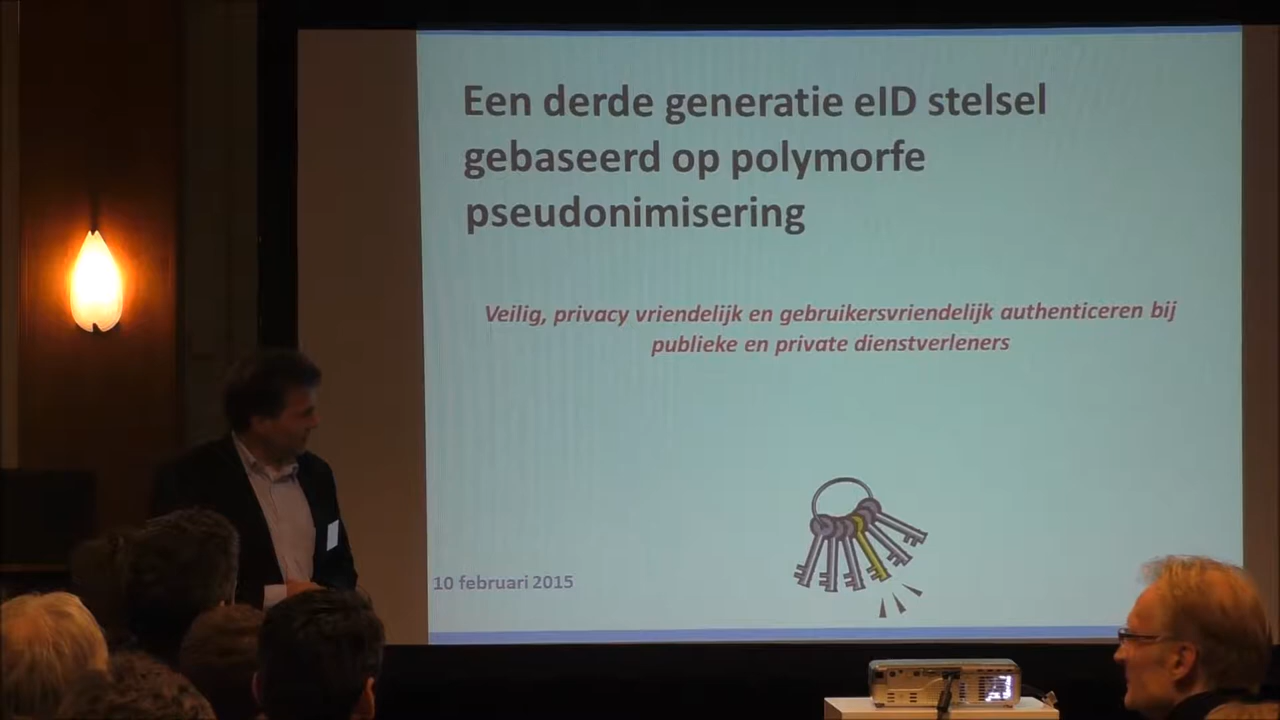 Een derde generatie eID stelsel
gebaseerd op polymorfe
pseudonimisering
Veilig, privacy vriendelijk en gebruikersvriendelijk authenticeren bij
publieke en private dienstverleners
10 februari 2015